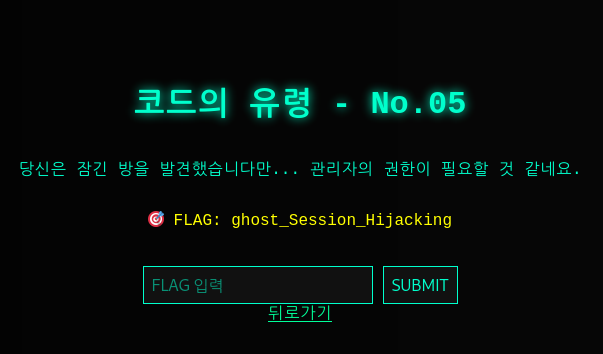 코드의 유령 - No.05
당신은 잠긴 방을 발견했습니다만... 관리자의 권한이 필요할 것 같네요.
🎯 FLAG: ghost_Session_Hijacking
FLAG 입력 SUBMIT
뒤로가기